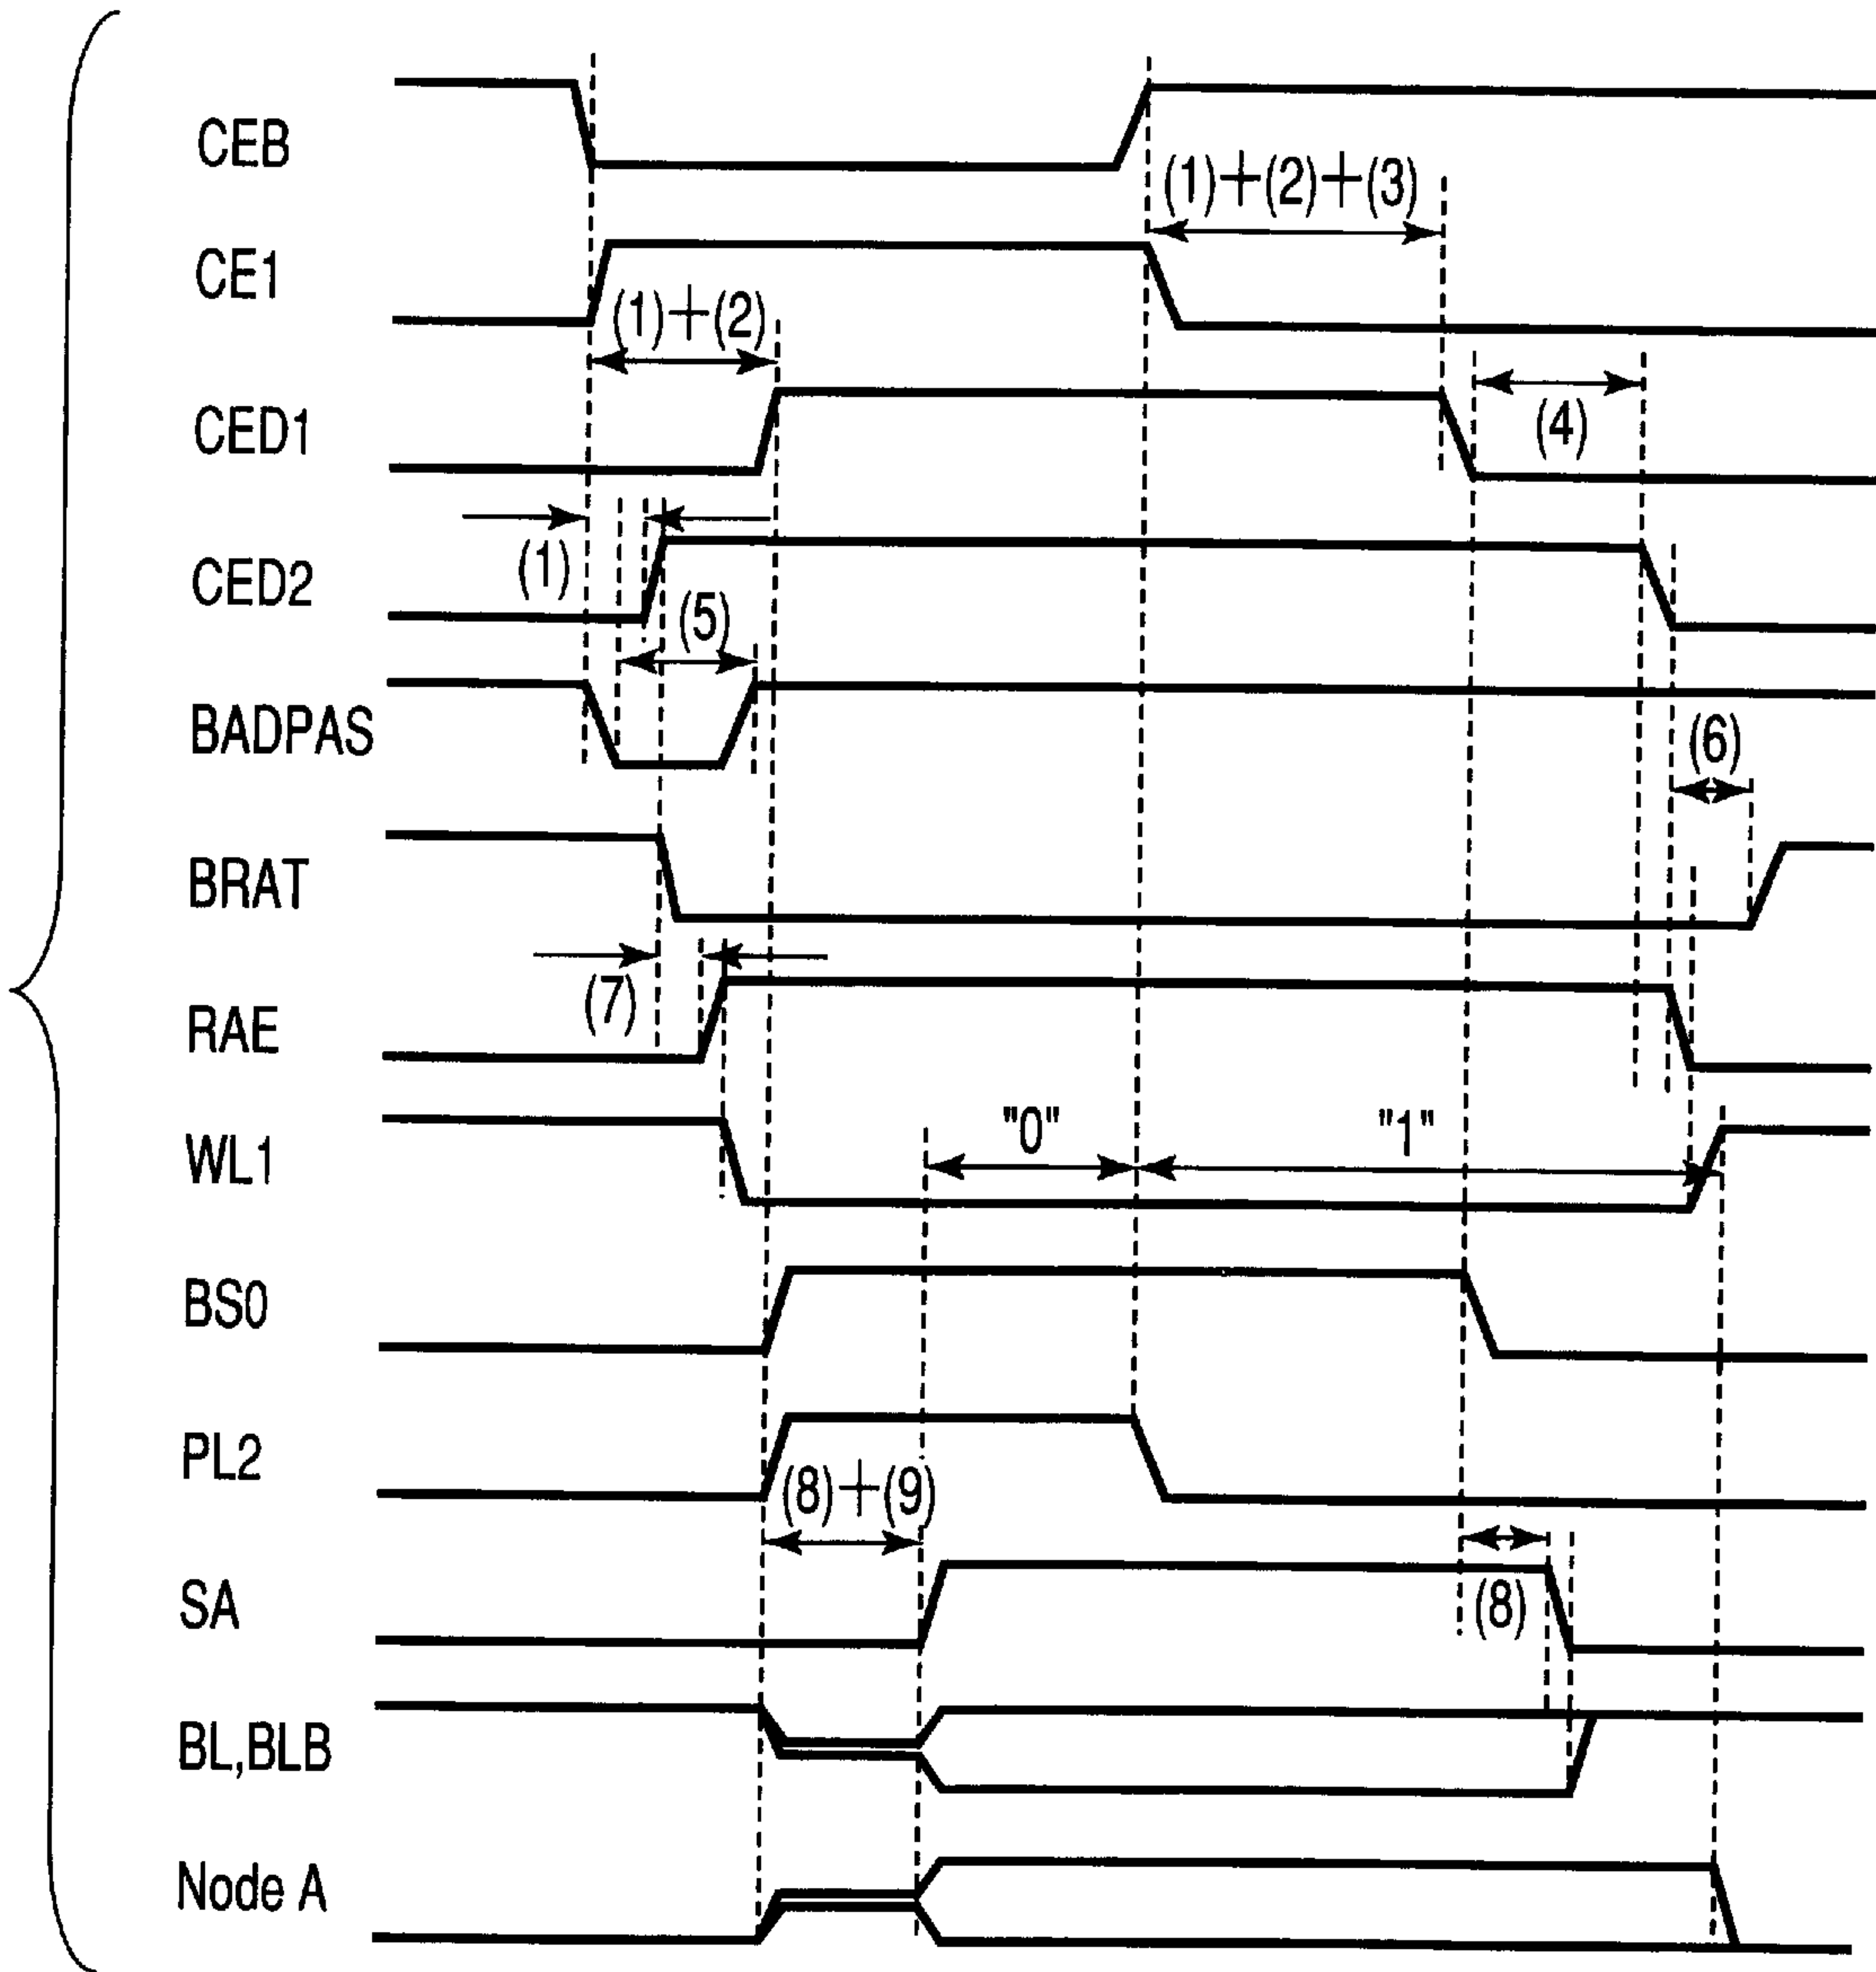 CEB
(1)+(2)+(3)
CE1
(1)+(2)
CED1
(4)
CED2
(1)
(5)
BADPAS
(6)
BRAT
RAE
(7)
WL1
"0"
"1"
BS0
PL2
(8)+(9)
SA
(8)
BL,BLB
Node A